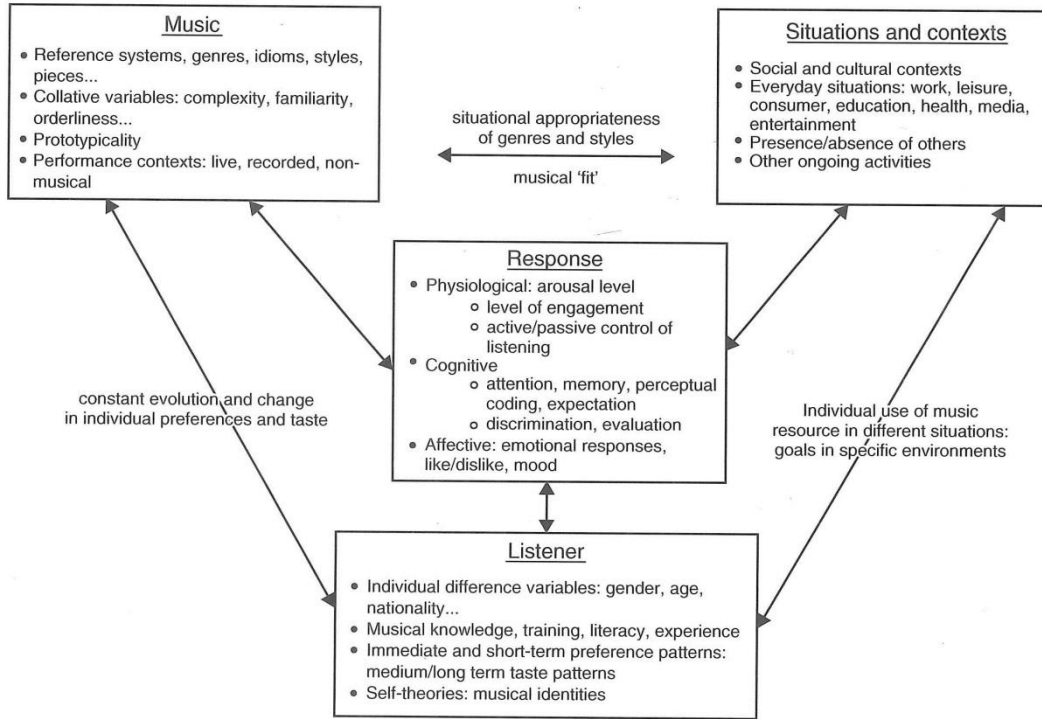 Music
• Reference systems, genres, idioms, styles,
pieces...
• Collative variables: complexity, familiarity,
orderliness...
• Prototypicality
• Performance contexts: live, recorded, non-
musical
situational appropriateness
of genres and styles
musical ‘fit’
Situations and contexts
• Social and cultural contexts
• Everyday situations: work, leisure,
consumer, education, health, media,
entertainment
• Presence/absence of others
• Other ongoing activities
Response
• Physiological: arousal level
o level of engagement
o active/passive control of
listening
• Cognitive
o attention, memory, perceptual
coding, expectation
o discrimination, evaluation
• Affective: emotional responses,
like/dislike, mood
constant evolution and change
in individual preferences and taste
Individual use of music
resource in different situations:
goals in specific environments
Listener
• Individual difference variables: gender, age,
nationality...
• Musical knowledge, training, literacy, experience
• Immediate and short-term preference patterns:
medium/long term taste patterns
• Self-theories: musical identities